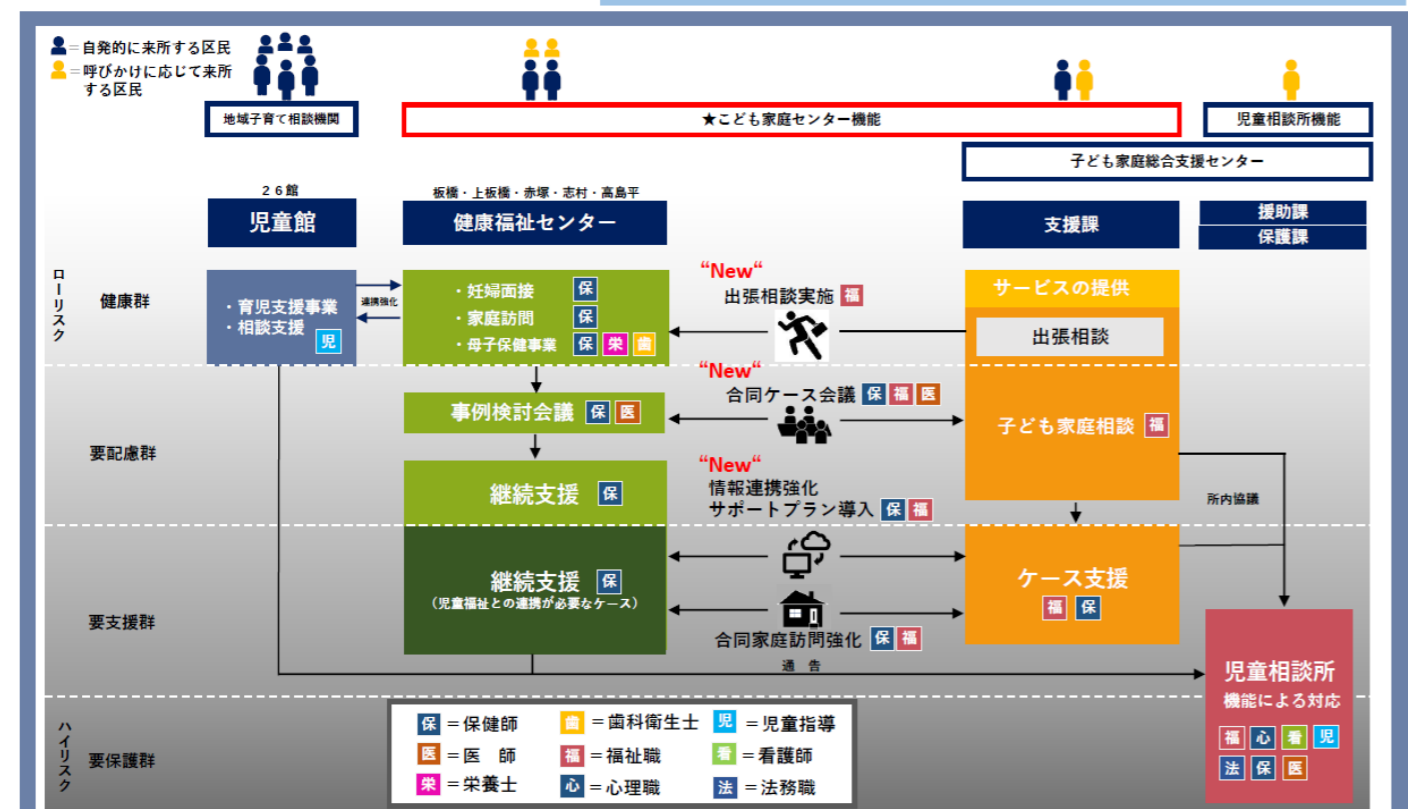 =自発的に来所する区民
=呼びかけに応じて来所
する区民
地域子育て相談機関
★こども家庭センター機能
児童相談所機能
子ども家庭総合支援センター
26館
児童館
板橋・上板橋・赤塚・志村・高島平
健康福祉センター
支援課
援助課
保護課
ローリスク
健康群
・育児支援事業
・相談支援
児
連携強化
・妊婦面接 保
・家庭訪問 保
・母子保健事業 保 栄 歯
“New“
出張相談実施 福
サービスの提供
出張相談
要配慮群
事例検討会議 保 医
“New“
合同ケース会議 保 福 医
子ども家庭相談 福
継続支援 保
“New“
情報連携強化
サポートプラン導入 保 福
所内協議
要支援群
継続支援 保
(児童福祉との連携が必要なケース)
合同家庭訪問強化 保 福
通 告
ケース支援
福 保
児童相談所
機能による対応
福 心 看 児
法 保 医
ハイリスク
要保護群
保 =保健師
歯 =歯科衛生士
児 =児童指導
医 =医 師
福 =福祉職
看 =看護師
栄 =栄養士
心 =心理職
法 =法務職